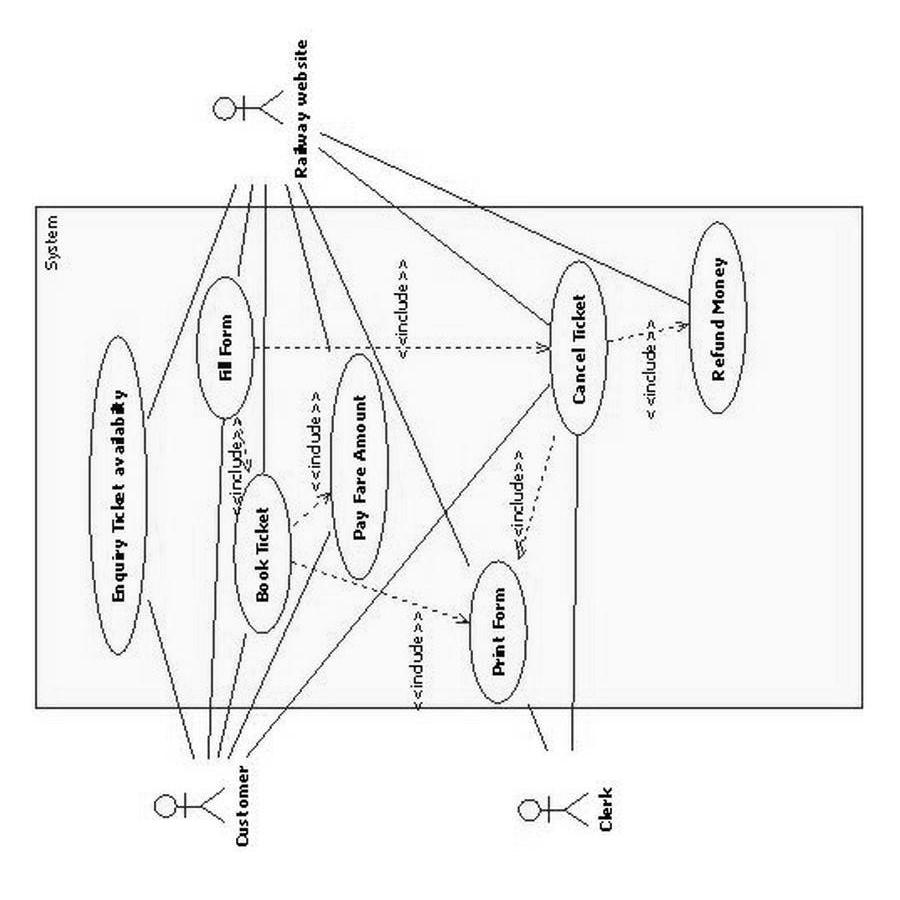 System
Railway website
Enquiry Ticket availabilty
Fill Form
<<include>>
Book Ticket
<<include>>
Pay Fare Amount
<<include>>
<<include>>
Print Form
<<include>>
Cancel Ticket
<<include>>
Refund Money
Customer
Clerk